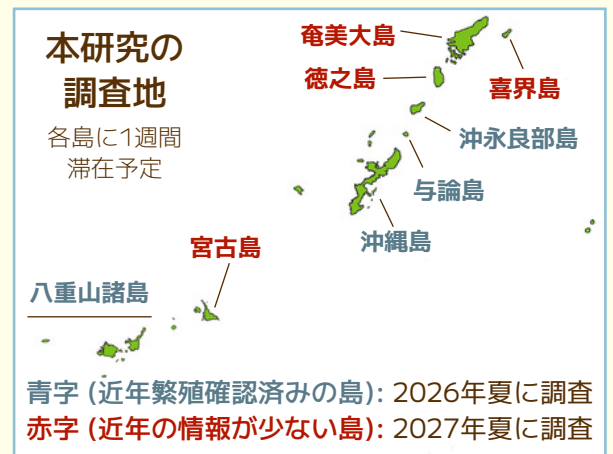 本研究の
調査地
各島に1週間
滞在予定
奄美大島
徳之島
喜界島
沖永良部島
与論島
沖縄島
宮古島
八重山諸島
青字 (近年繁殖確認済みの島): 2026年夏に調査
赤字 (近年の情報が少ない島): 2027年夏に調査